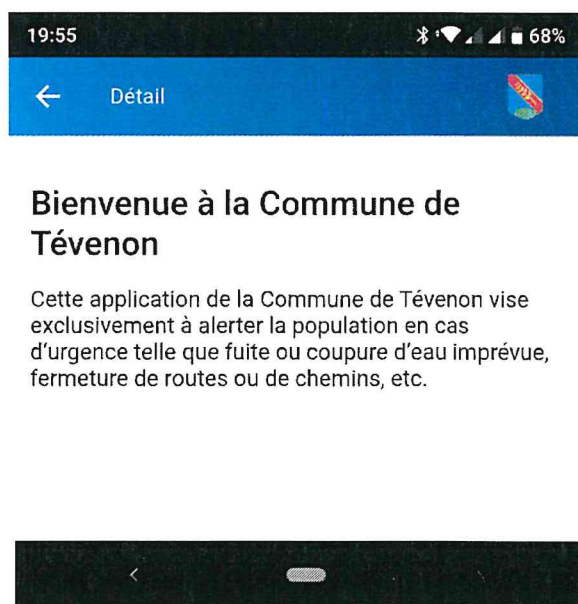 19:55
68%
Détail
Bienvenue à la Commune de
Tévenon
Cette application de la Commune de Tévenon vise
exclusivement à alerter la population en cas
d'urgence telle que fuite ou coupure d'eau imprévue,
fermeture de routes ou de chemins, etc.